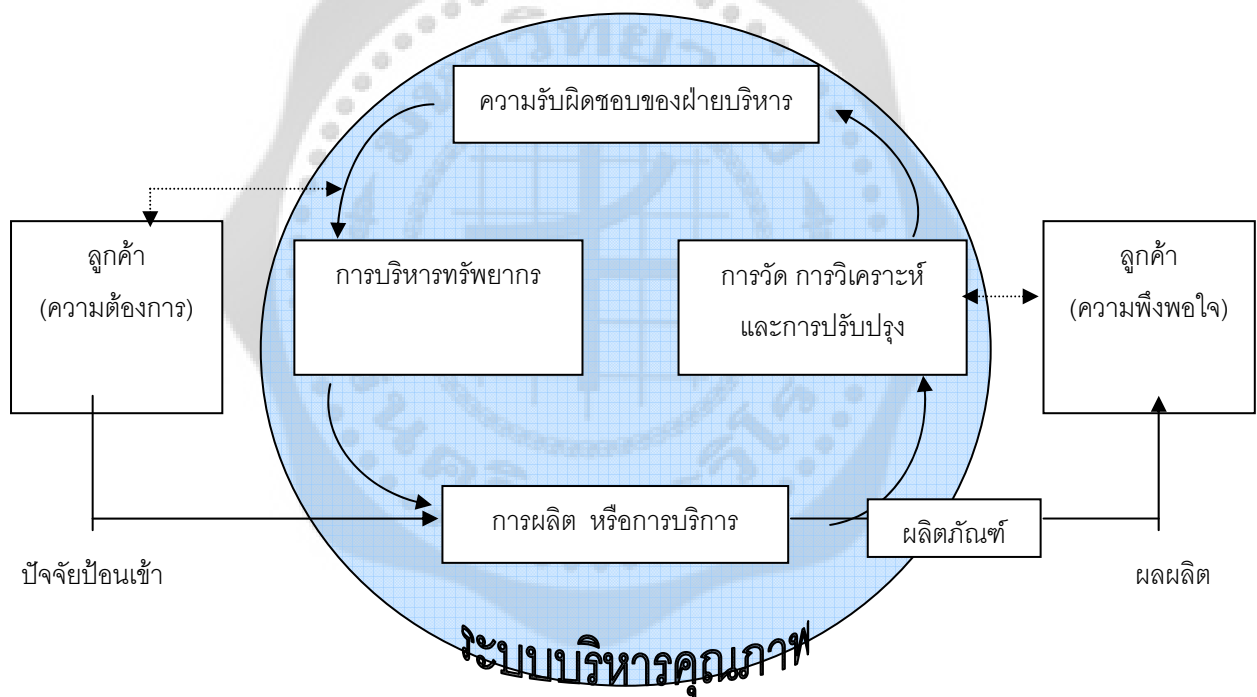 ความรับผิดชอบของฝ่ายบริหาร
ลูกค้า
(ความต้องการ)
การบริหารทรัพยากร
การวัด การวิเคราะห์
และการปรับปรุง
ลูกค้า
(ความพึงพอใจ)
การผลิต หรือการบริการ
ผลิตภัณฑ์
ปัจจัยป้อนเข้า
ผลผลิต
ระบบบริหารคุณภาพ